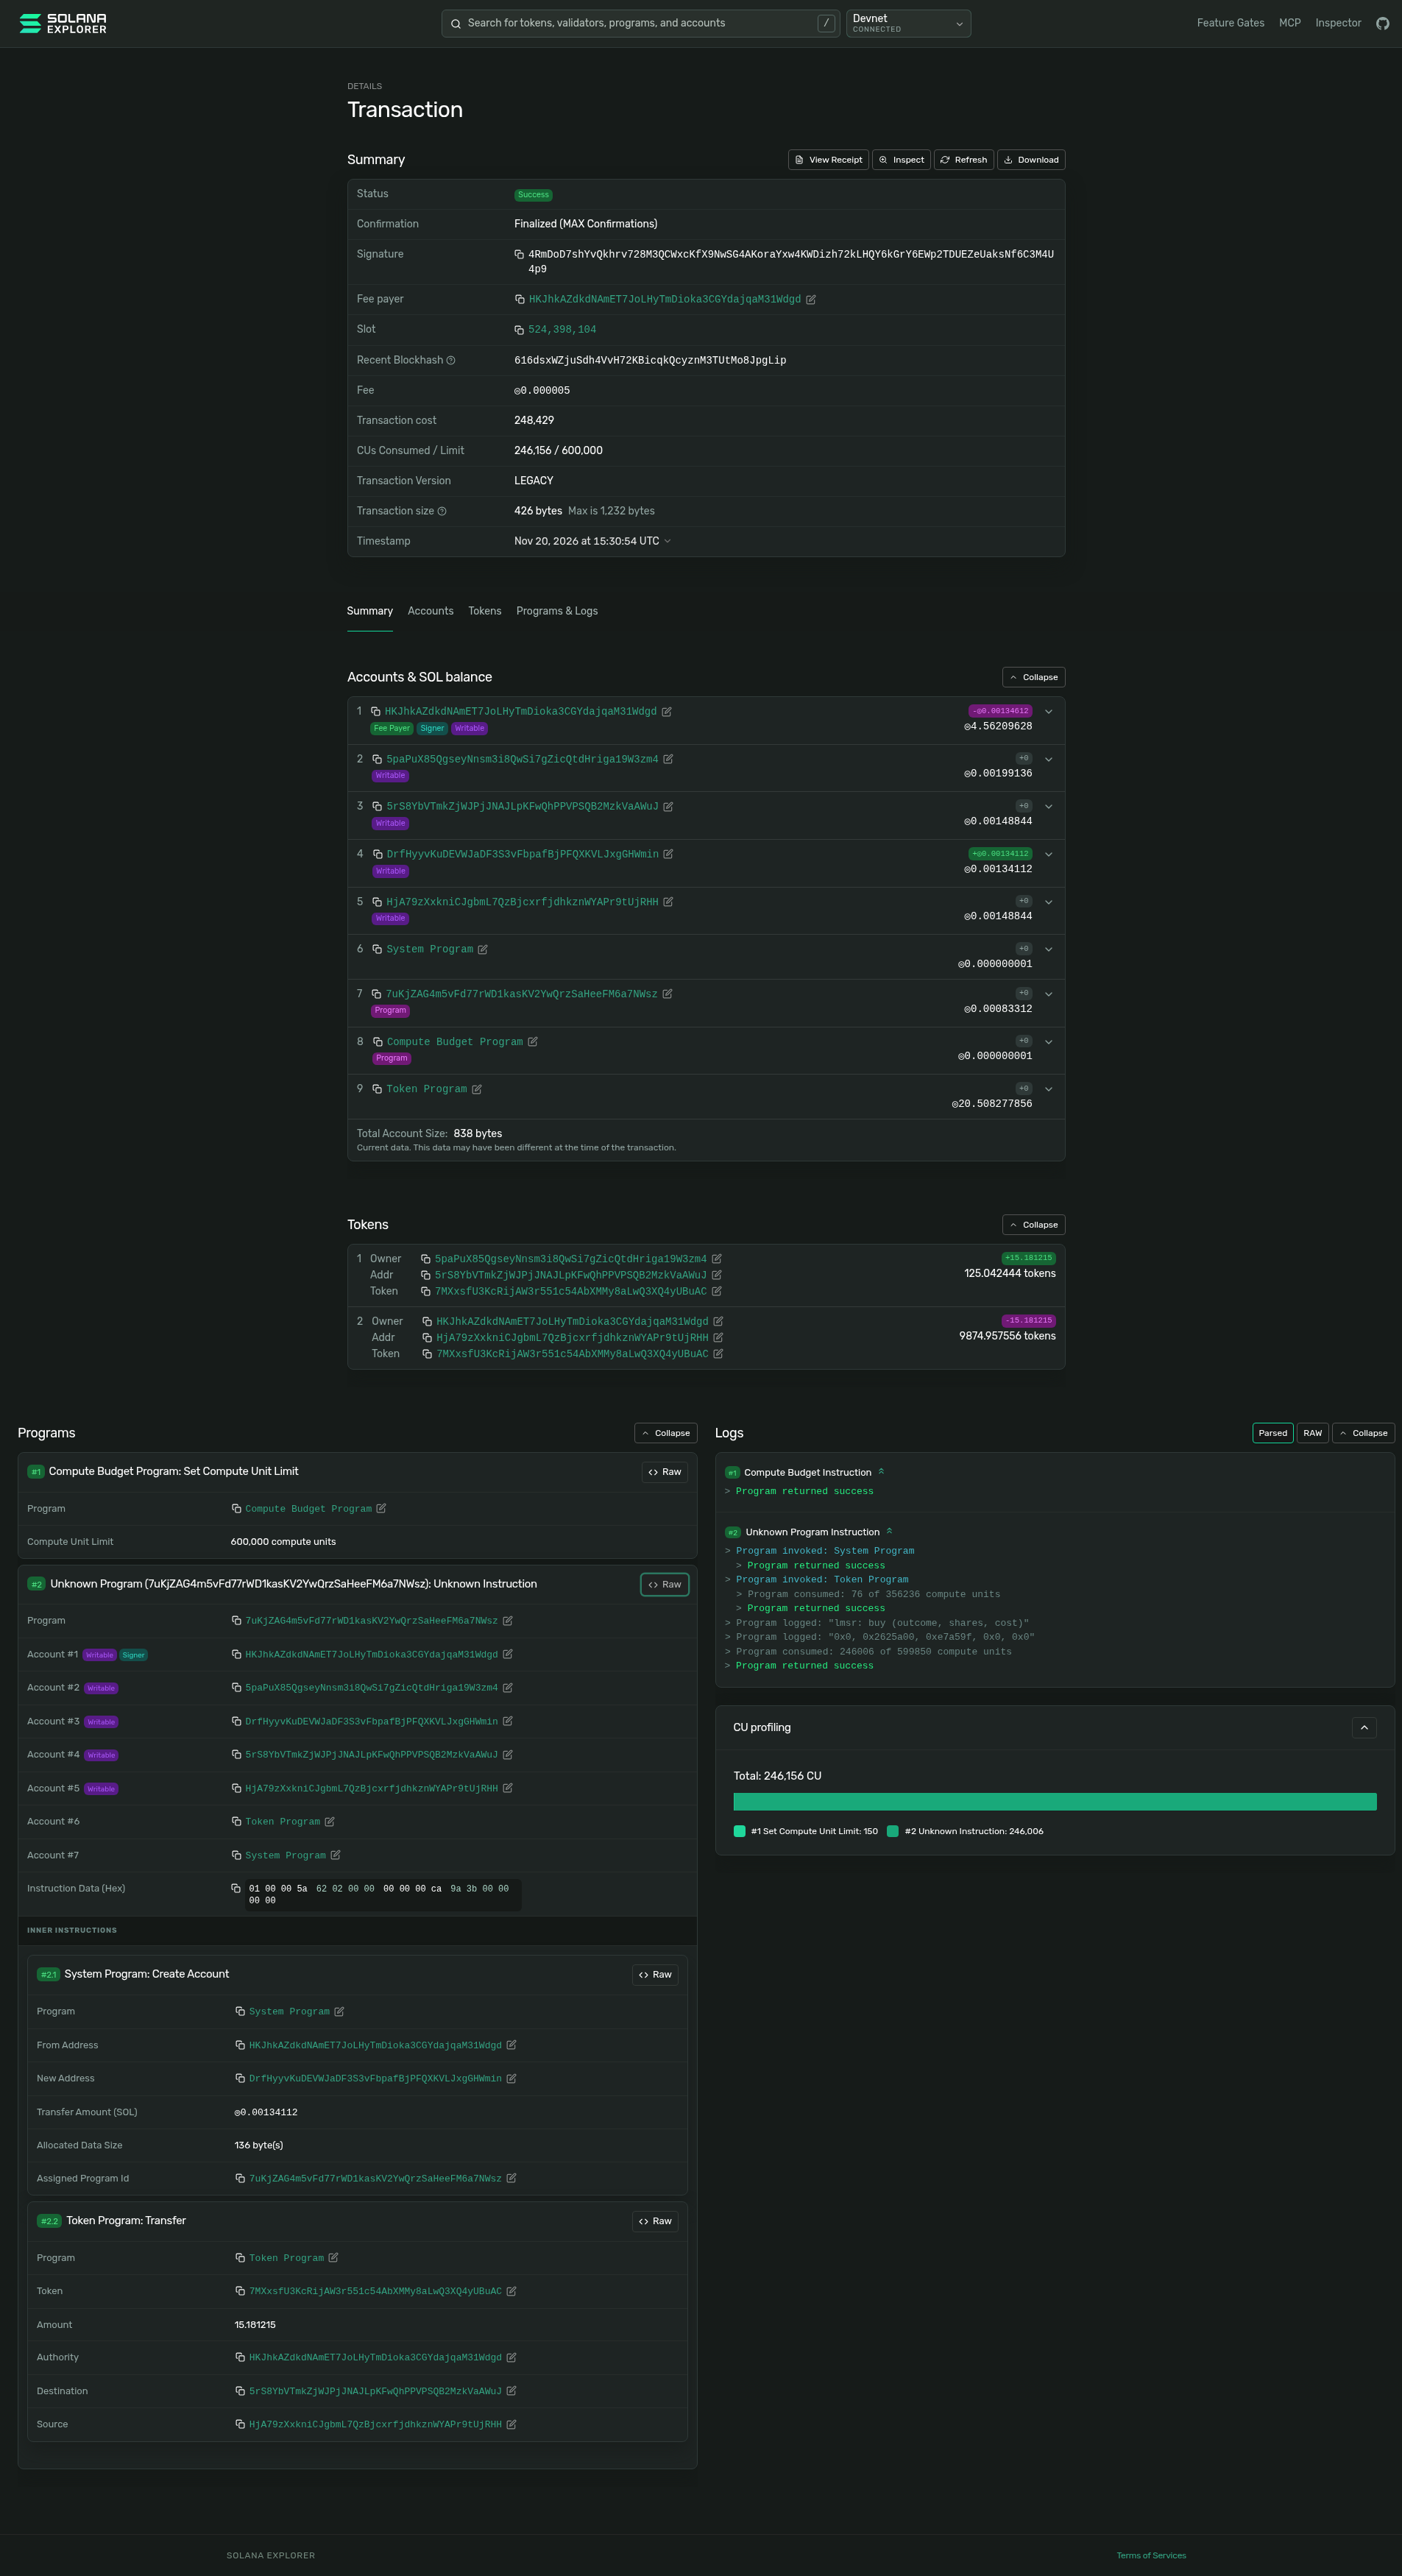 SOLANA
EXPLORER
Search for tokens, validators, programs, and accounts
/
Devnet
CONNECTED
Feature Gates
MCP
Inspector
DETAILS
Transaction
Summary
View Receipt
Inspect
Refresh
Download
Status
Success
Confirmation
Finalized (MAX Confirmations)
Signature
4RmDoD7shYvQkhrv728M3QCWxcKfX9NwSG4AKoraYxw4KWDizh72kLHQY6kGrY6EWp2TDUEZeUaksNf6C3M4U
4p9
Fee payer
HKJhkAZdkdNAmET7JoLHyTmDioka3CGYdajqaM31Wdgd
Slot
524,398,104
Recent Blockhash
616dsxWZjuSdh4VvH72KBicqkQcyznM3TUtMo8JpgLip
Fee
◎0.000005
Transaction cost
248,429
CUs Consumed / Limit
246,156 / 600,000
Transaction Version
LEGACY
Transaction size
426 bytes Max is 1,232 bytes
Timestamp
Nov 20, 2026 at 15:30:54 UTC
Summary
Accounts
Tokens
Programs & Logs
Accounts & SOL balance
Collapse
1 HKJhkAZdkdNAmET7JoLHyTmDioka3CGYdajqaM31Wdgd
-◎0.00134612
Fee Payer Signer Writable
◎4.56209628
2 5paPuX85QgseyNnsm3i8QwSi7gZicQtdHriga19W3zm4
+0
Writable
◎0.00199136
3 5rS8YbVTmkZjWJPjJNAJLpKFwQhPPVPSQB2MzkVaAWuJ
+0
Writable
◎0.00148844
4 DrfHyyvKuDEVWJaDF3S3vFbpafBjPFQXKVLJxgGHWmin
+◎0.00134112
Writable
◎0.00134112
5 HjA79zXxkniCJgbmL7QzBjcxrfjdhkznWYAPr9tUjRHH
+0
Writable
◎0.00148844
6 System Program
+0
◎0.000000001
7 7uKjZAG4m5vFd77rWD1kasKV2YwQrzSaHeeFM6a7NWsz
+0
Program
◎0.00083312
8 Compute Budget Program
+0
Program
◎0.000000001
9 Token Program
+0
◎20.508277856
Total Account Size: 838 bytes
Current data. This data may have been different at the time of the transaction.
Tokens
Collapse
1 Owner 5paPuX85QgseyNnsm3i8QwSi7gZicQtdHriga19W3zm4
+15.181215
Addr 5rS8YbVTmkZjWJPjJNAJLpKFwQhPPVPSQB2MzkVaAWuJ
125.042444 tokens
Token 7MXxsfU3KcRijAW3r551c54AbXMMy8aLwQ3XQ4yUBuAC
2 Owner HKJhkAZdkdNAmET7JoLHyTmDioka3CGYdajqaM31Wdgd
-15.181215
Addr HjA79zXxkniCJgbmL7QzBjcxrfjdhkznWYAPr9tUjRHH
9874.957556 tokens
Token 7MXxsfU3KcRijAW3r551c54AbXMMy8aLwQ3XQ4yUBuAC
Programs
Collapse
#1 Compute Budget Program: Set Compute Unit Limit
Raw
Program
Compute Budget Program
Compute Unit Limit
600,000 compute units
#2 Unknown Program (7uKjZAG4m5vFd77rWD1kasKV2YwQrzSaHeeFM6a7NWsz): Unknown Instruction
Raw
Program
7uKjZAG4m5vFd77rWD1kasKV2YwQrzSaHeeFM6a7NWsz
Account #1 Writable Signer
HKJhkAZdkdNAmET7JoLHyTmDioka3CGYdajqaM31Wdgd
Account #2 Writable
5paPuX85QgseyNnsm3i8QwSi7gZicQtdHriga19W3zm4
Account #3 Writable
DrfHyyvKuDEVWJaDF3S3vFbpafBjPFQXKVLJxgGHWmin
Account #4 Writable
5rS8YbVTmkZjWJPjJNAJLpKFwQhPPVPSQB2MzkVaAWuJ
Account #5 Writable
HjA79zXxkniCJgbmL7QzBjcxrfjdhkznWYAPr9tUjRHH
Account #6
Token Program
Account #7
System Program
Instruction Data (Hex)
01 00 00 5a 62 02 00 00 00 00 00 ca 9a 3b 00 00
00 00
INNER INSTRUCTIONS
#2.1 System Program: Create Account
Raw
Program
System Program
From Address
HKJhkAZdkdNAmET7JoLHyTmDioka3CGYdajqaM31Wdgd
New Address
DrfHyyvKuDEVWJaDF3S3vFbpafBjPFQXKVLJxgGHWmin
Transfer Amount (SOL)
◎0.00134112
Allocated Data Size
136 byte(s)
Assigned Program Id
7uKjZAG4m5vFd77rWD1kasKV2YwQrzSaHeeFM6a7NWsz
#2.2 Token Program: Transfer
Raw
Program
Token Program
Token
7MXxsfU3KcRijAW3r551c54AbXMMy8aLwQ3XQ4yUBuAC
Amount
15.181215
Authority
HKJhkAZdkdNAmET7JoLHyTmDioka3CGYdajqaM31Wdgd
Destination
5rS8YbVTmkZjWJPjJNAJLpKFwQhPPVPSQB2MzkVaAWuJ
Source
HjA79zXxkniCJgbmL7QzBjcxrfjdhkznWYAPr9tUjRHH
Logs
Parsed
RAW
Collapse
#1 Compute Budget Instruction
> Program returned success
#2 Unknown Program Instruction
> Program invoked: System Program
> Program returned success
> Program invoked: Token Program
> Program consumed: 76 of 356236 compute units
> Program returned success
> Program logged: "lmsr: buy (outcome, shares, cost)"
> Program logged: "0x0, 0x2625a00, 0xe7a59f, 0x0, 0x0"
> Program consumed: 246006 of 599850 compute units
> Program returned success
CU profiling
Total: 246,156 CU
#1 Set Compute Unit Limit: 150
#2 Unknown Instruction: 246,006
SOLANA EXPLORER
Terms of Services